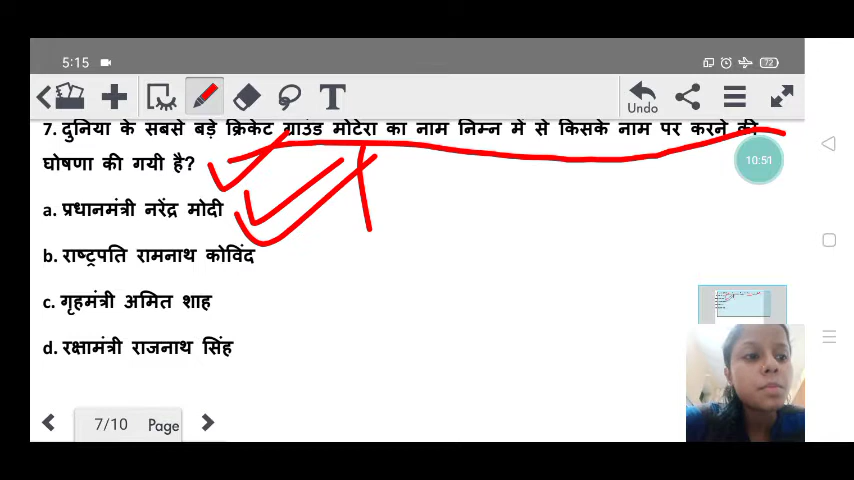 5:15
72
T
Undo
7. दुनिया के सबसे बड़े क्रिकेट ग्राउंड मोटेरा का नाम निम्न में से किसके नाम पर करने की
घोषणा की गयी है?
10:51
a. प्रधानमंत्री नरेंद्र मोदी
b. राष्ट्रपति रामनाथ कोविंद
c. गृहमंत्री अमित शाह
d. रक्षामंत्री राजनाथ सिंह
7/10 Page